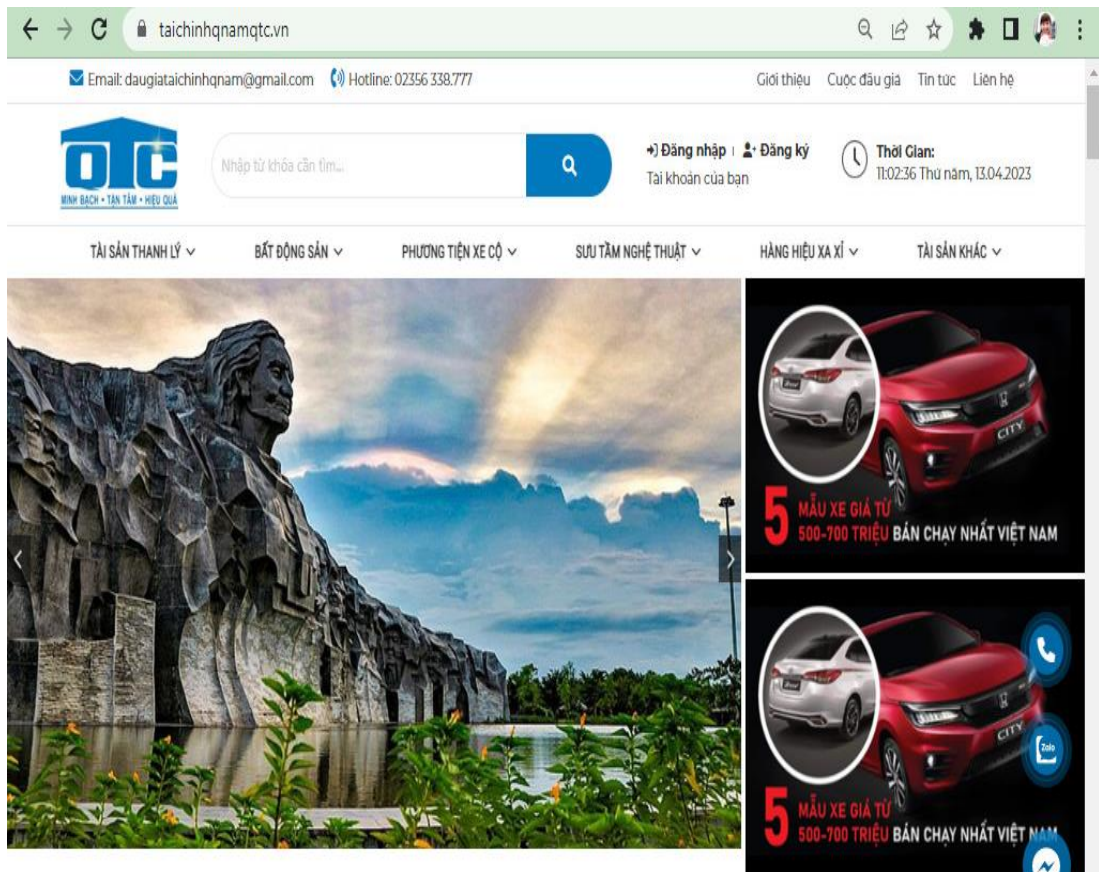 taichinhqnamqtc.vn
Email: daugiataichinhqnam@gmail.com Hotline: 02356 338.777 Giới thiệu Cuộc đấu giá Tin tức Liên hệ
QTC
MINH BẠCH • TẬN TÂM • HIỆU QUẢ
Nhập từ khóa cần tìm...
Đăng nhập | Đăng ký
Tài khoản của bạn
Thời Gian:
11:02:36 Thứ năm, 13.04.2023
TÀI SẢN THANH LÝ BẤT ĐỘNG SẢN PHƯƠNG TIỆN XE CỘ SƯU TẦM NGHỆ THUẬT HÀNG HIỆU XA XỈ TÀI SẢN KHÁC
CITY
5 MẪU XE GIÁ TỪ
500-700 TRIỆU BÁN CHẠY NHẤT VIỆT NAM
CITY
5 MẪU XE GIÁ TỪ
500-700 TRIỆU BÁN CHẠY NHẤT VIỆT NAM
Zalo